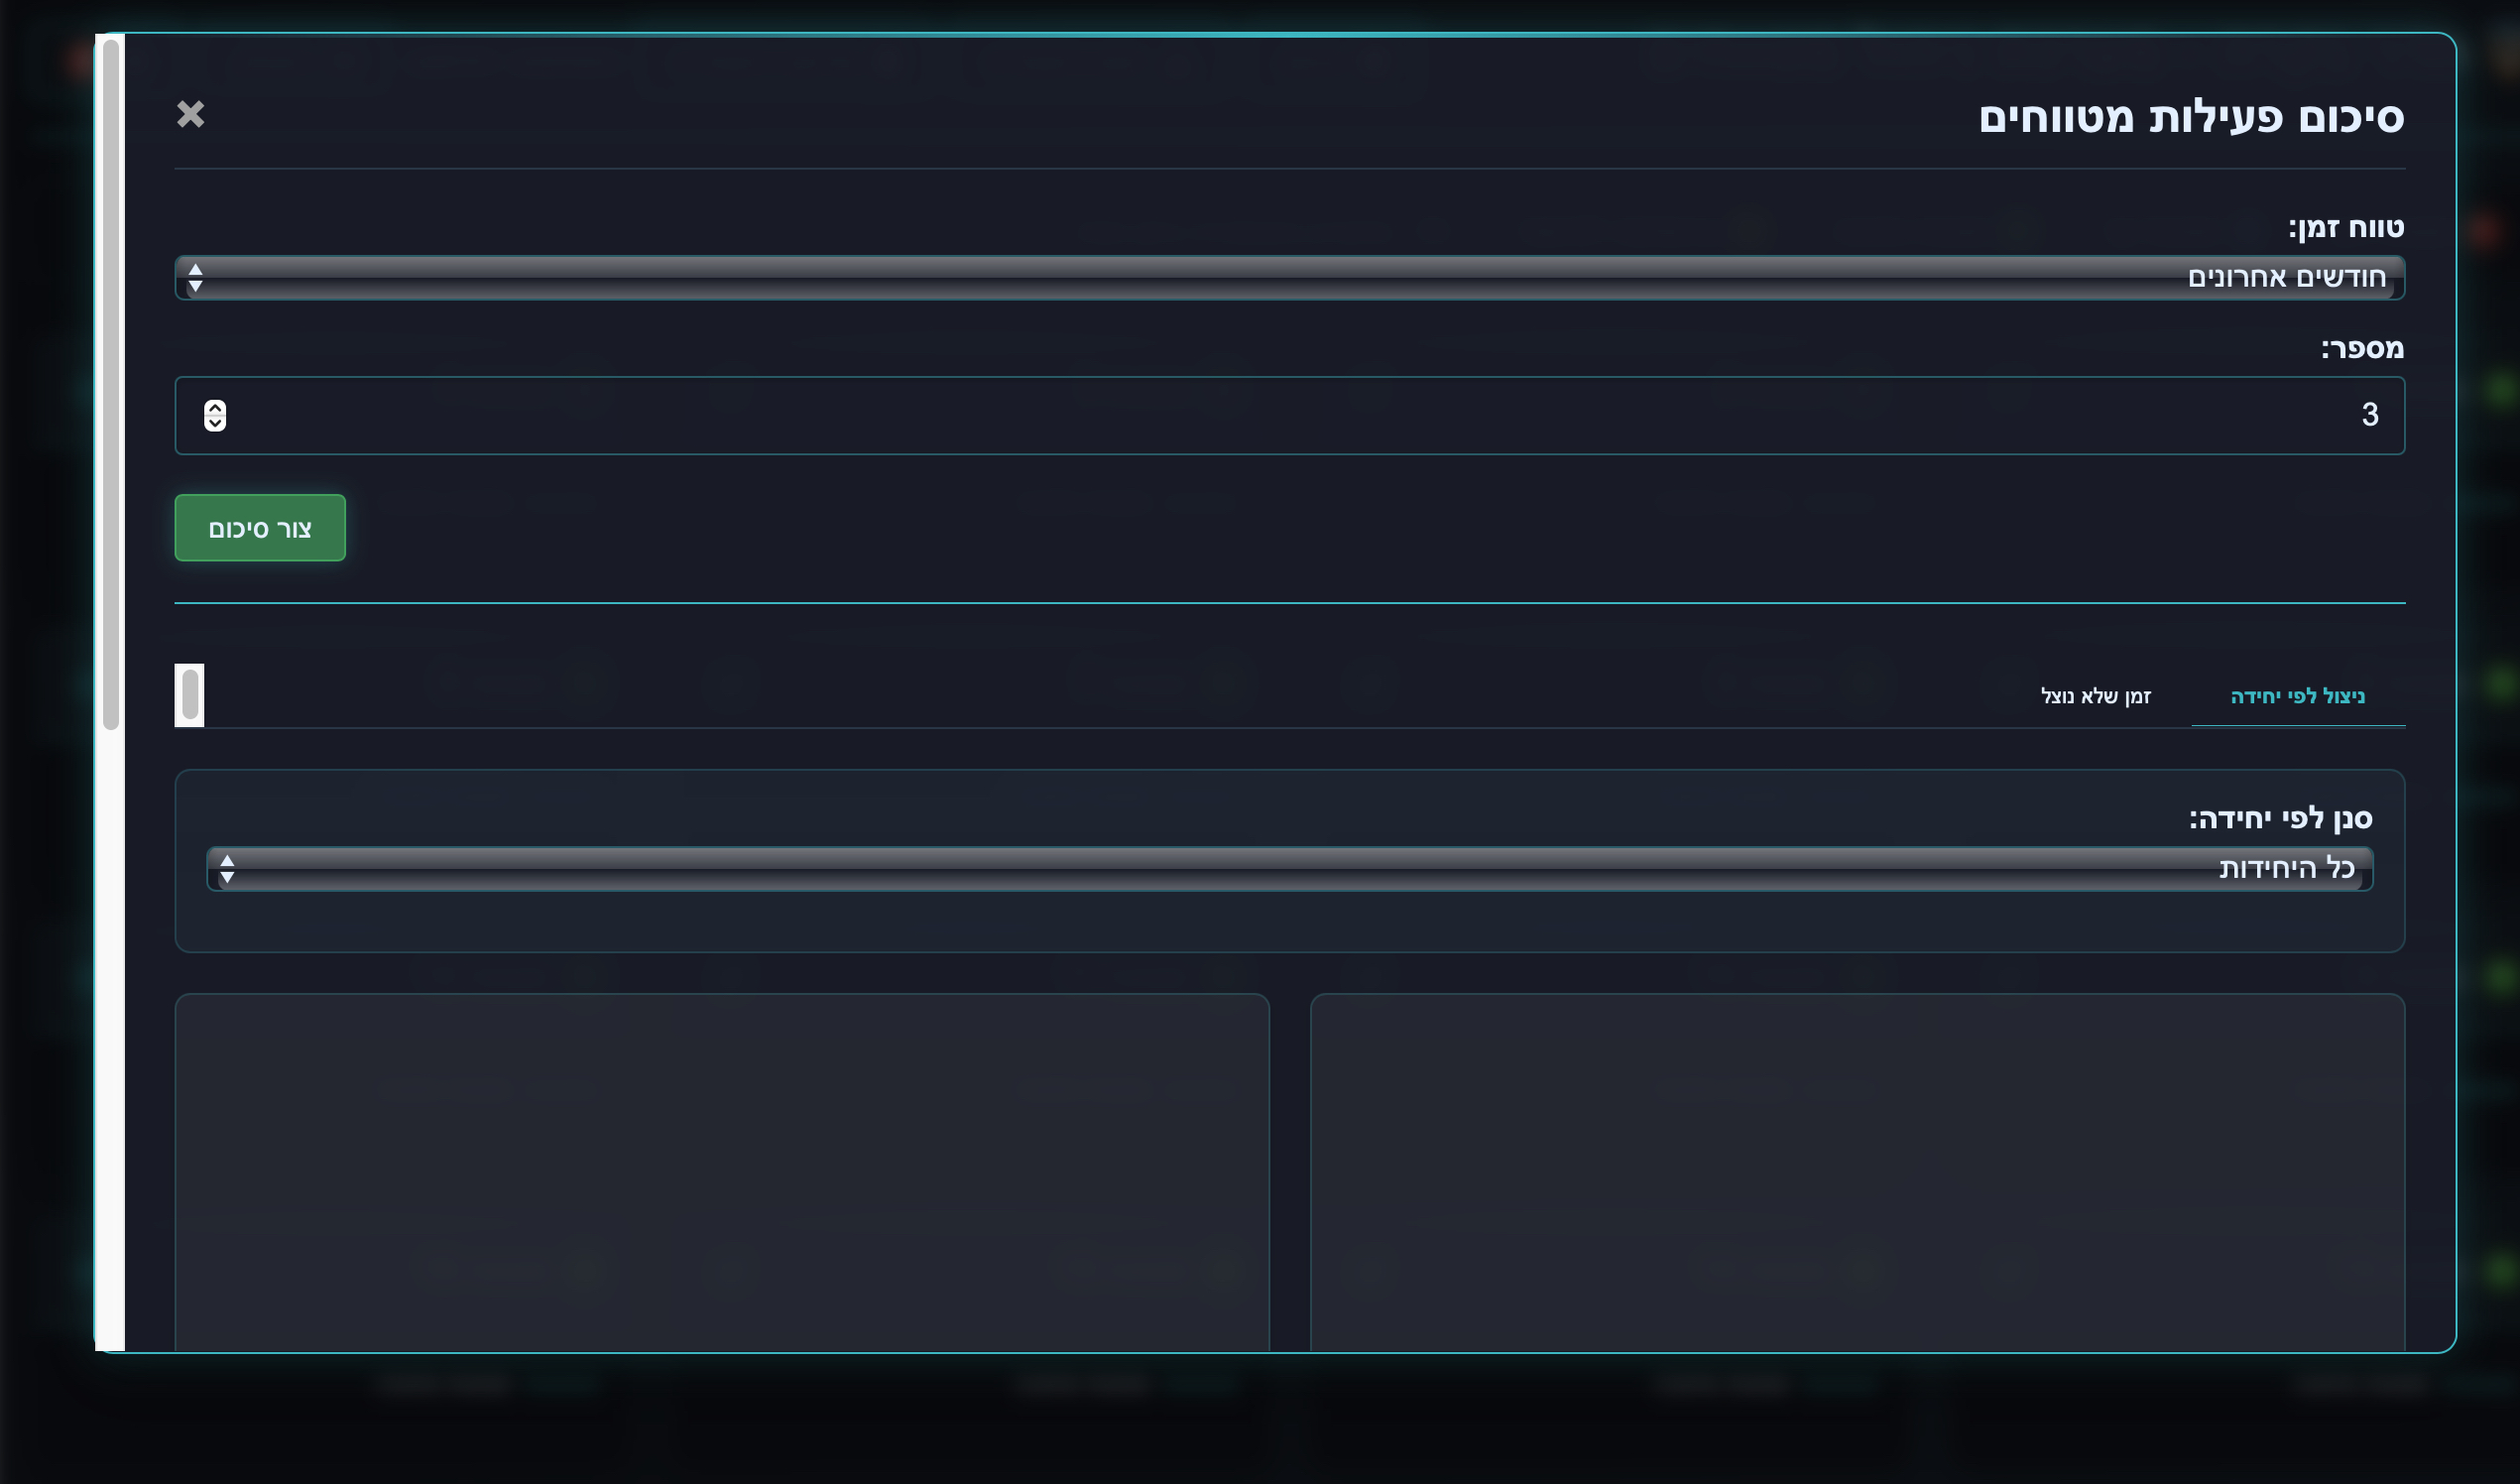 סיכום פעילות מטווחים
טווח זמן:
חודשים אחרונים
מספר:
3
צור סיכום
ניצול לפי יחידה
זמן שלא נוצל
סנן לפי יחידה:
כל היחידות